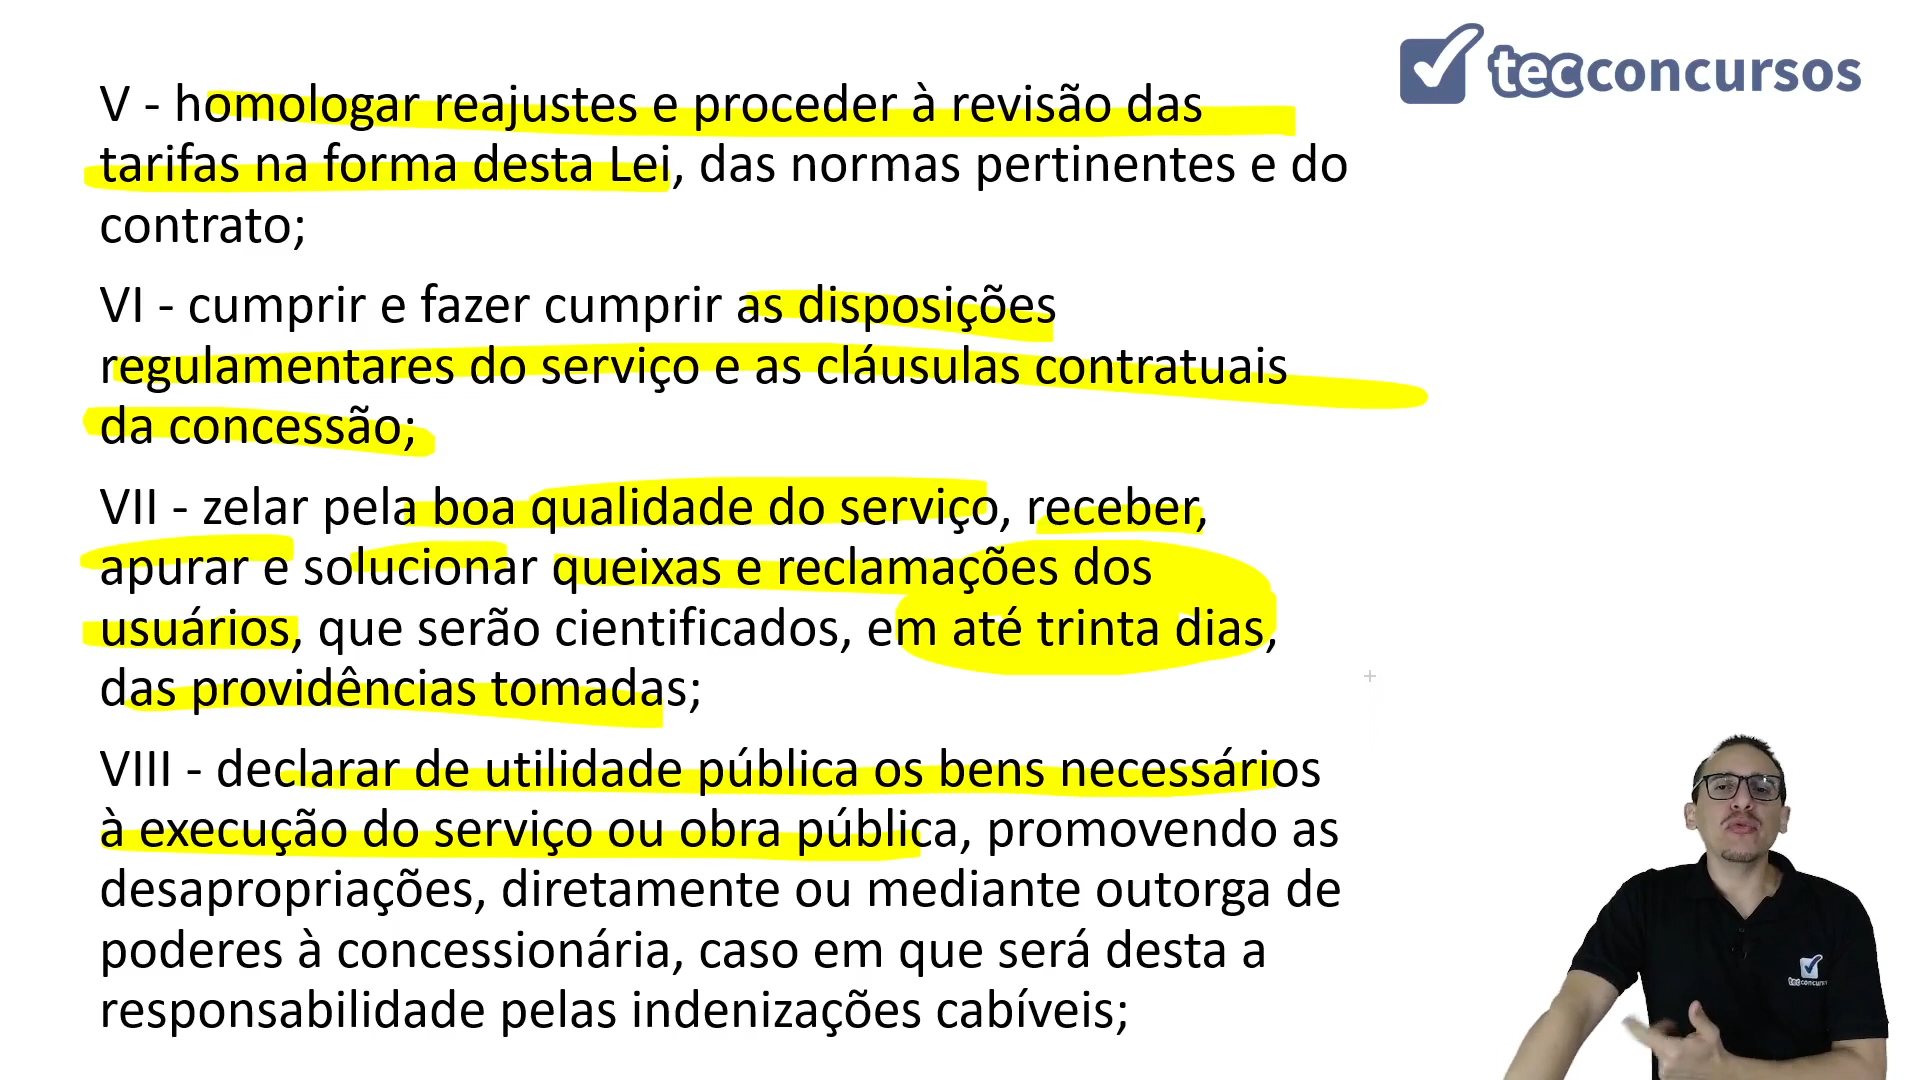 tecconcursos
V - homologar reajustes e proceder à revisão das
tarifas na forma desta Lei, das normas pertinentes e do
contrato;
VI - cumprir e fazer cumprir as disposições
regulamentares do serviço e as cláusulas contratuais
da concessão;
VII - zelar pela boa qualidade do serviço, receber,
apurar e solucionar queixas e reclamações dos
usuários, que serão cientificados, em até trinta dias,
das providências tomadas;
VIII - declarar de utilidade pública os bens necessários
à execução do serviço ou obra pública, promovendo as
desapropriações, diretamente ou mediante outorga de
poderes à concessionária, caso em que será desta a
responsabilidade pelas indenizações cabíveis;